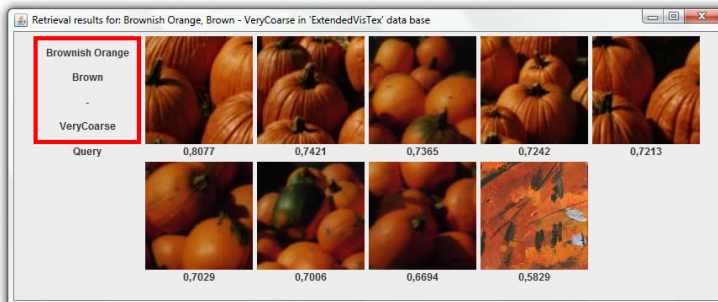 Retrieval results for: Brownish Orange, Brown - VeryCoarse in 'ExtendedVisTex' data base
Brownish Orange
Brown
-
VeryCoarse
Query
0,8077 0,7421 0,7365 0,7242 0,7213
0,7029 0,7006 0,6694 0,5829